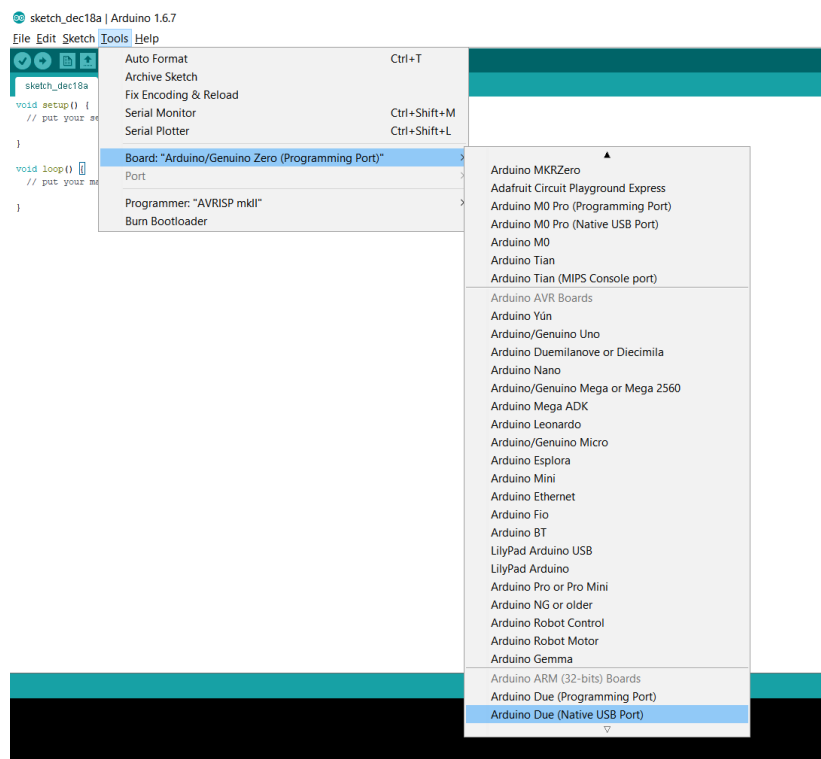 sketch_dec18a | Arduino 1.6.7
File Edit Sketch Tools Help
sketch_dec18a
void setup() {
// put your se
}
void loop() {
// put your ma
}
Auto Format Ctrl+T
Archive Sketch
Fix Encoding & Reload
Serial Monitor Ctrl+Shift+M
Serial Plotter Ctrl+Shift+L
Board: "Arduino/Genuino Zero (Programming Port)"
Port
Programmer: "AVRISP mkII"
Burn Bootloader
Arduino MKRZero
Adafruit Circuit Playground Express
Arduino M0 Pro (Programming Port)
Arduino M0 Pro (Native USB Port)
Arduino M0
Arduino Tian
Arduino Tian (MIPS Console port)
Arduino AVR Boards
Arduino Yún
Arduino/Genuino Uno
Arduino Duemilanove or Diecimila
Arduino Nano
Arduino/Genuino Mega or Mega 2560
Arduino Mega ADK
Arduino Leonardo
Arduino/Genuino Micro
Arduino Esplora
Arduino Mini
Arduino Ethernet
Arduino Fio
Arduino BT
LilyPad Arduino USB
LilyPad Arduino
Arduino Pro or Pro Mini
Arduino NG or older
Arduino Robot Control
Arduino Robot Motor
Arduino Gemma
Arduino ARM (32-bits) Boards
Arduino Due (Programming Port)
Arduino Due (Native USB Port)